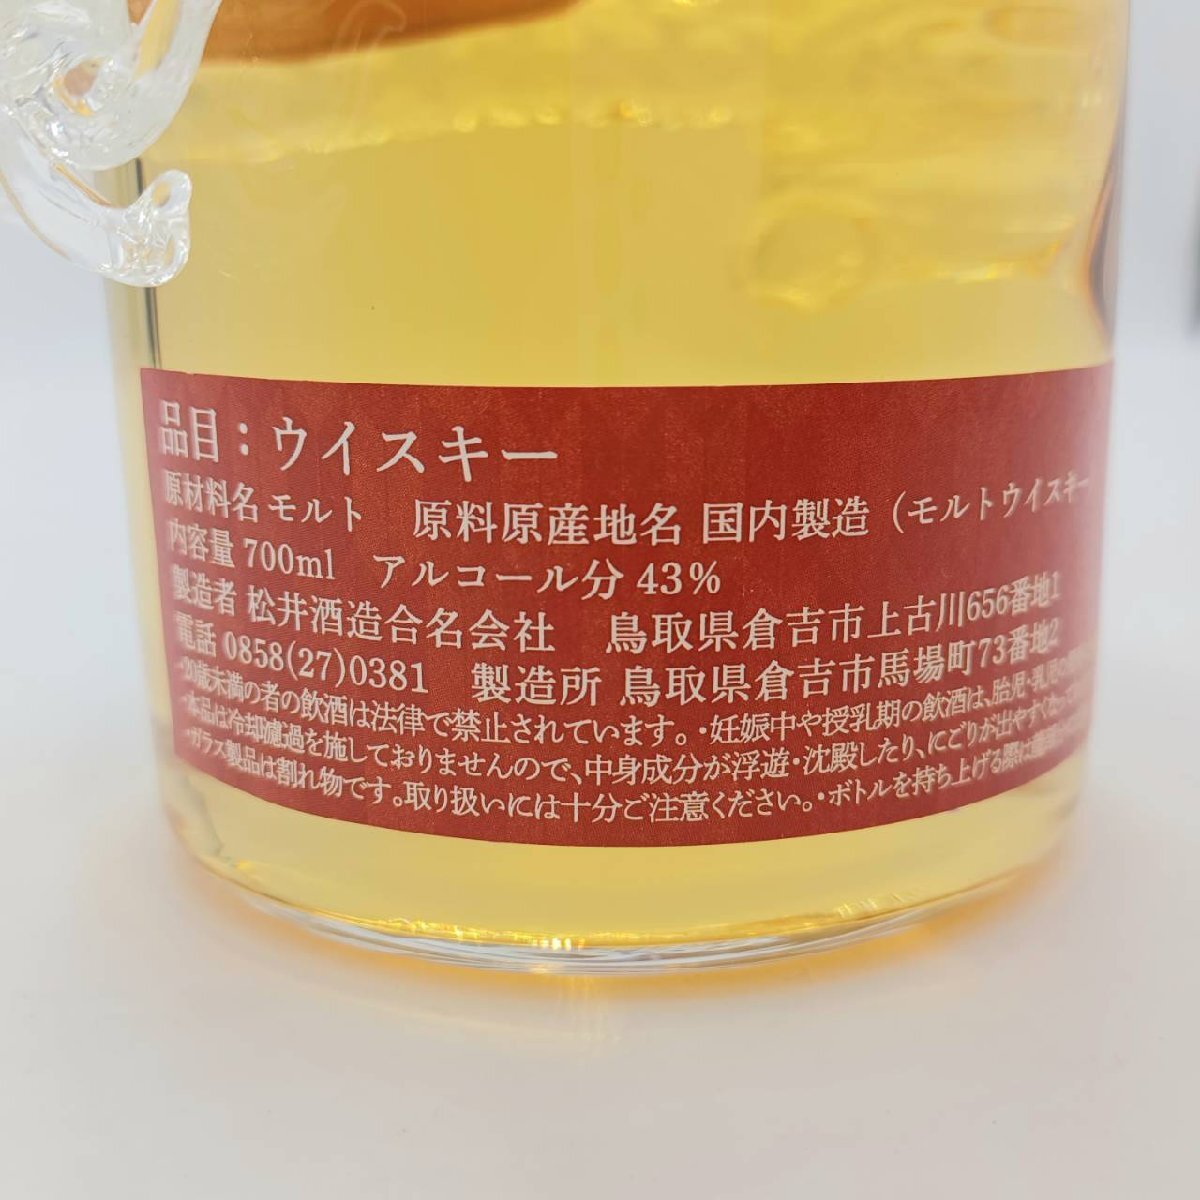 品目：ウイスキー
原材料名 モルト　原料原産地名 国内製造（モルトウイスキー
内容量 700ml　アルコール分 43%
製造者 松井酒造合名会社　鳥取県倉吉市上古川656番地1
電話 0858(27)0381　製造所 鳥取県倉吉市馬場町73番地2
・20歳未満の者の飲酒は法律で禁止されています。・妊娠中や授乳期の飲酒は、胎児・乳児の
・本品は冷却濾過を施しておりませんので、中身成分が浮遊・沈殿したり、にごりが出やすくなって
・ガラス製品は割れ物です。取り扱いには十分ご注意ください。・ボトルを持ち上げる際は